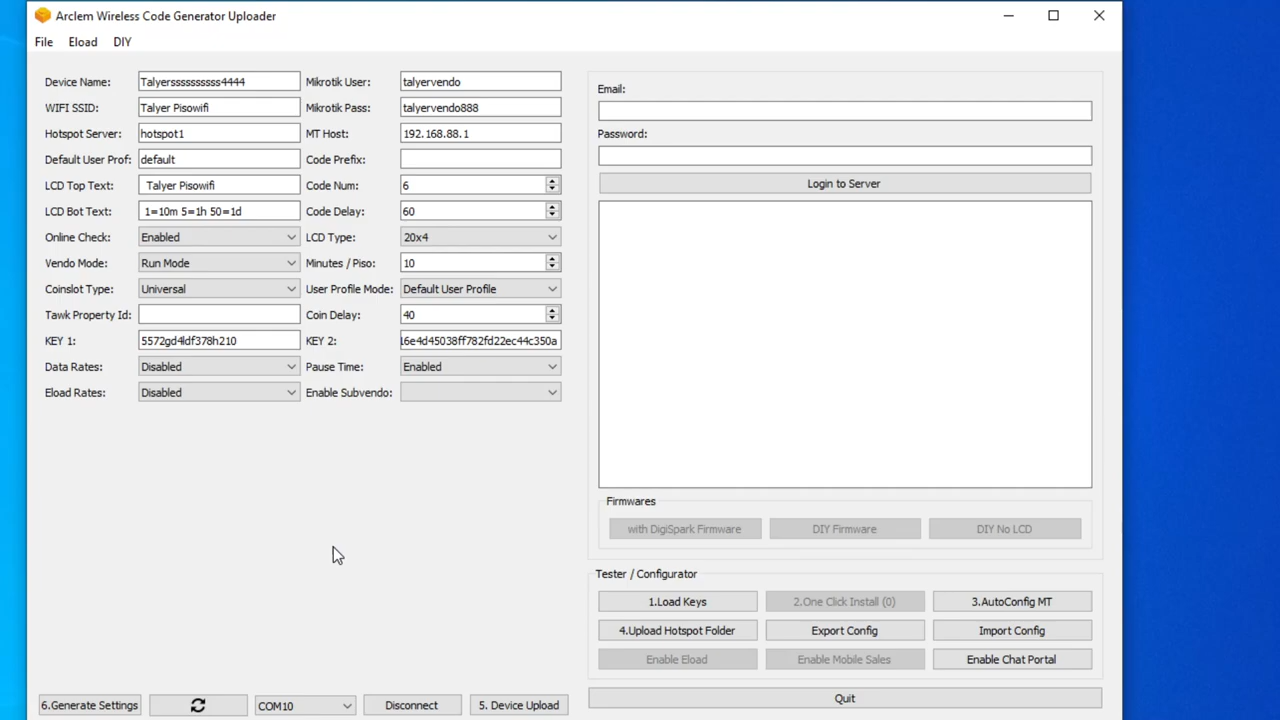 Arclem Wireless Code Generator Uploader
File Eload DIY
Device Name: Talyerssssssssss4444 Mikrotik User: talyervendo
WIFI SSID: Talyer Pisowifi Mikrotik Pass: talyervendo888
Hotspot Server: hotspot1 MT Host: 192.168.88.1
Default User Prof: default Code Prefix:
LCD Top Text: Talyer Pisowifi Code Num: 6
LCD Bot Text: 1=10m 5=1h 50=1d Code Delay: 60
Online Check: Enabled LCD Type: 20x4
Vendo Mode: Run Mode Minutes / Piso: 10
Coinslot Type: Universal User Profile Mode: Default User Profile
Tawk Property Id: Coin Delay: 40
KEY 1: 5572gd4ldf378h210 KEY 2: 16e4d45038ff782fd22ec44c350a
Data Rates: Disabled Pause Time: Enabled
Eload Rates: Disabled Enable Subvendo:
Email:
Password:
Login to Server
Firmwares
with DigiSpark Firmware DIY Firmware DIY No LCD
Tester / Configurator
1.Load Keys 2.One Click Install (0) 3.AutoConfig MT
4.Upload Hotspot Folder Export Config Import Config
Enable Eload Enable Mobile Sales Enable Chat Portal
6.Generate Settings COM10 Disconnect 5. Device Upload Quit